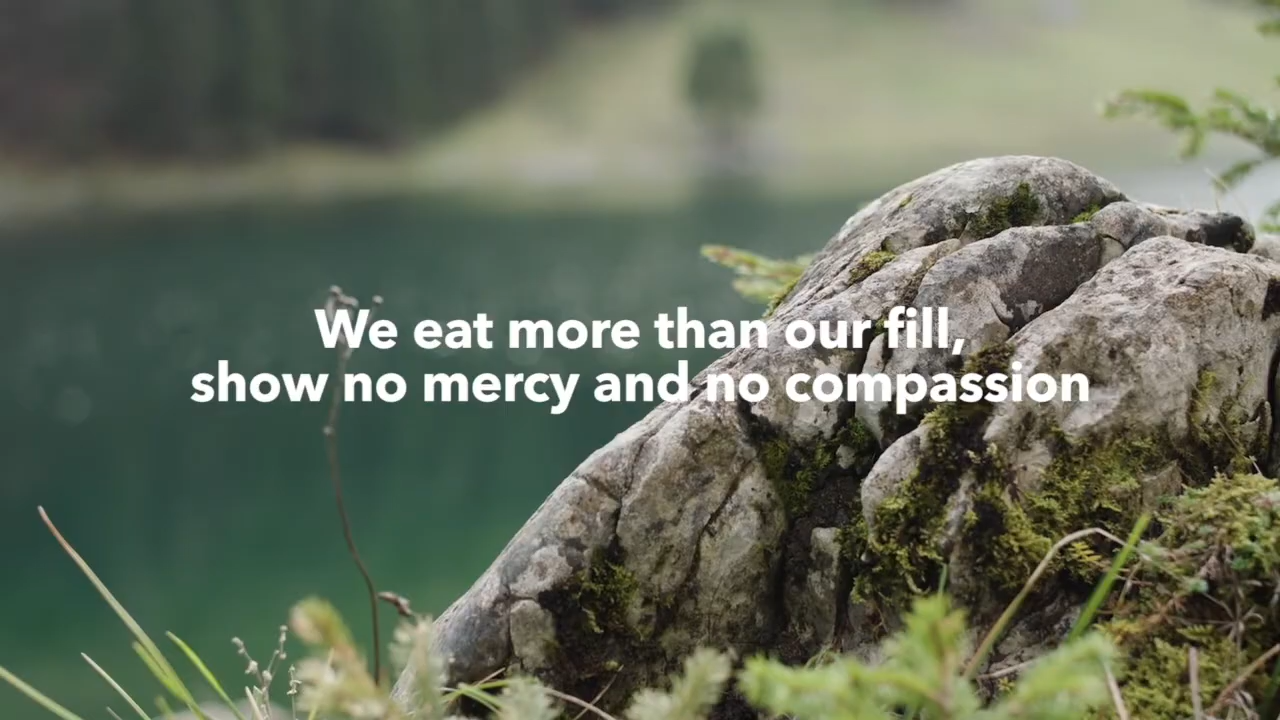 We eat more than our fill,
show no mercy and no compassion